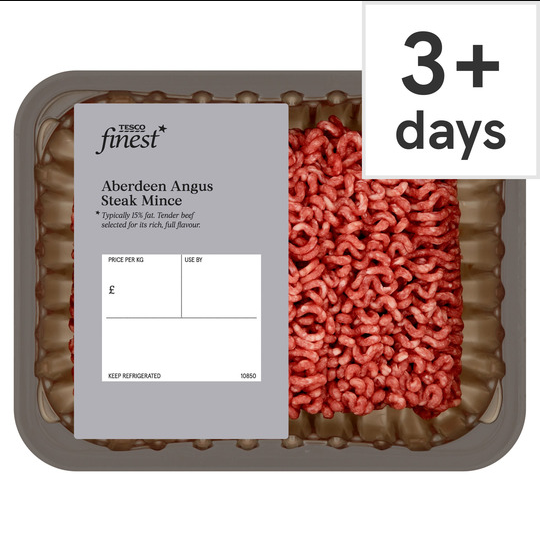 3+
days
TESCO
finest*
Aberdeen Angus
Steak Mince
* Typically 15% fat. Tender beef
selected for its rich, full flavour.
PRICE PER KG USE BY
£
KEEP REFRIGERATED 10850